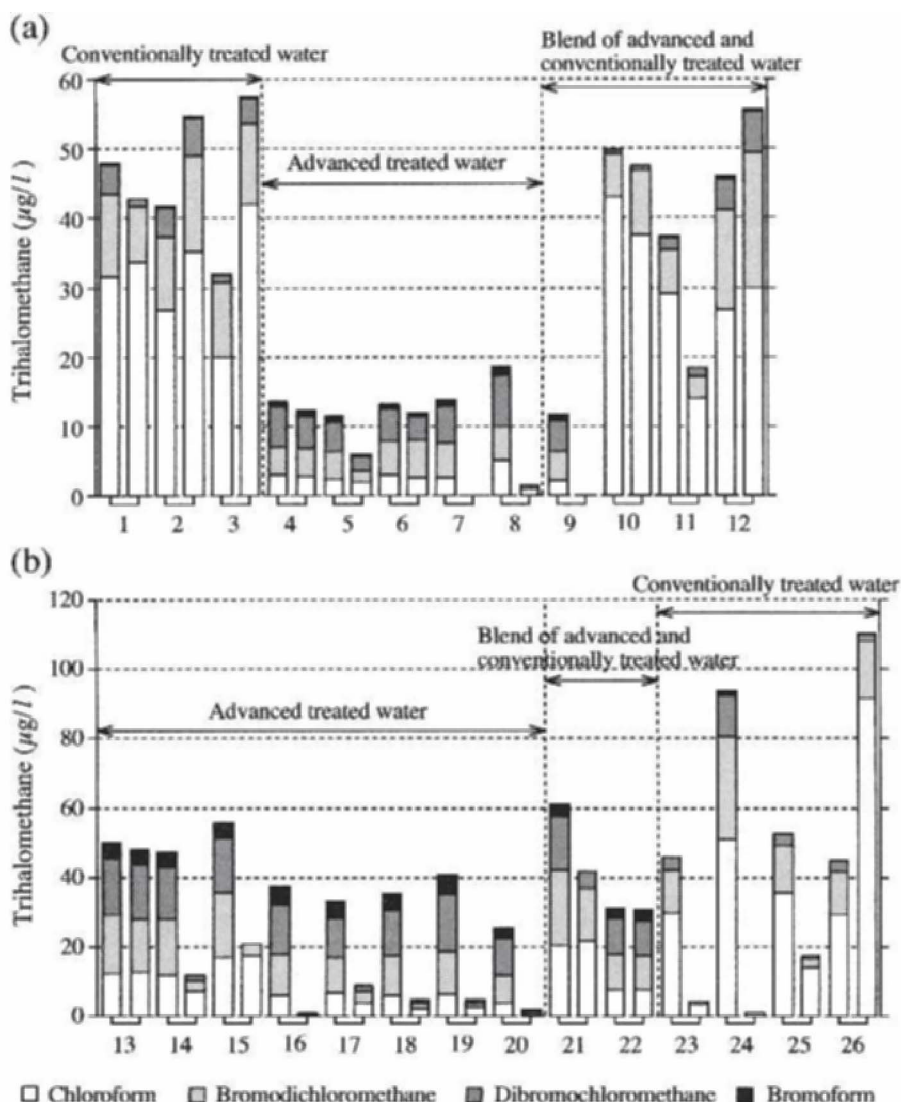 (a)
Conventionally treated water
Blend of advanced and
conventionally treated water
Advanced treated water
Trihalomethane (μg/l)
60
50
40
30
20
10
0
1 2 3 4 5 6 7 8 9 10 11 12
(b)
Conventionally treated water
Blend of advanced and
conventionally treated water
Advanced treated water
Trihalomethane (μg/l)
120
100
80
60
40
20
0
13 14 15 16 17 18 19 20 21 22 23 24 25 26
Chloroform Bromodichloromethane Dibromochloromethane Bromoform